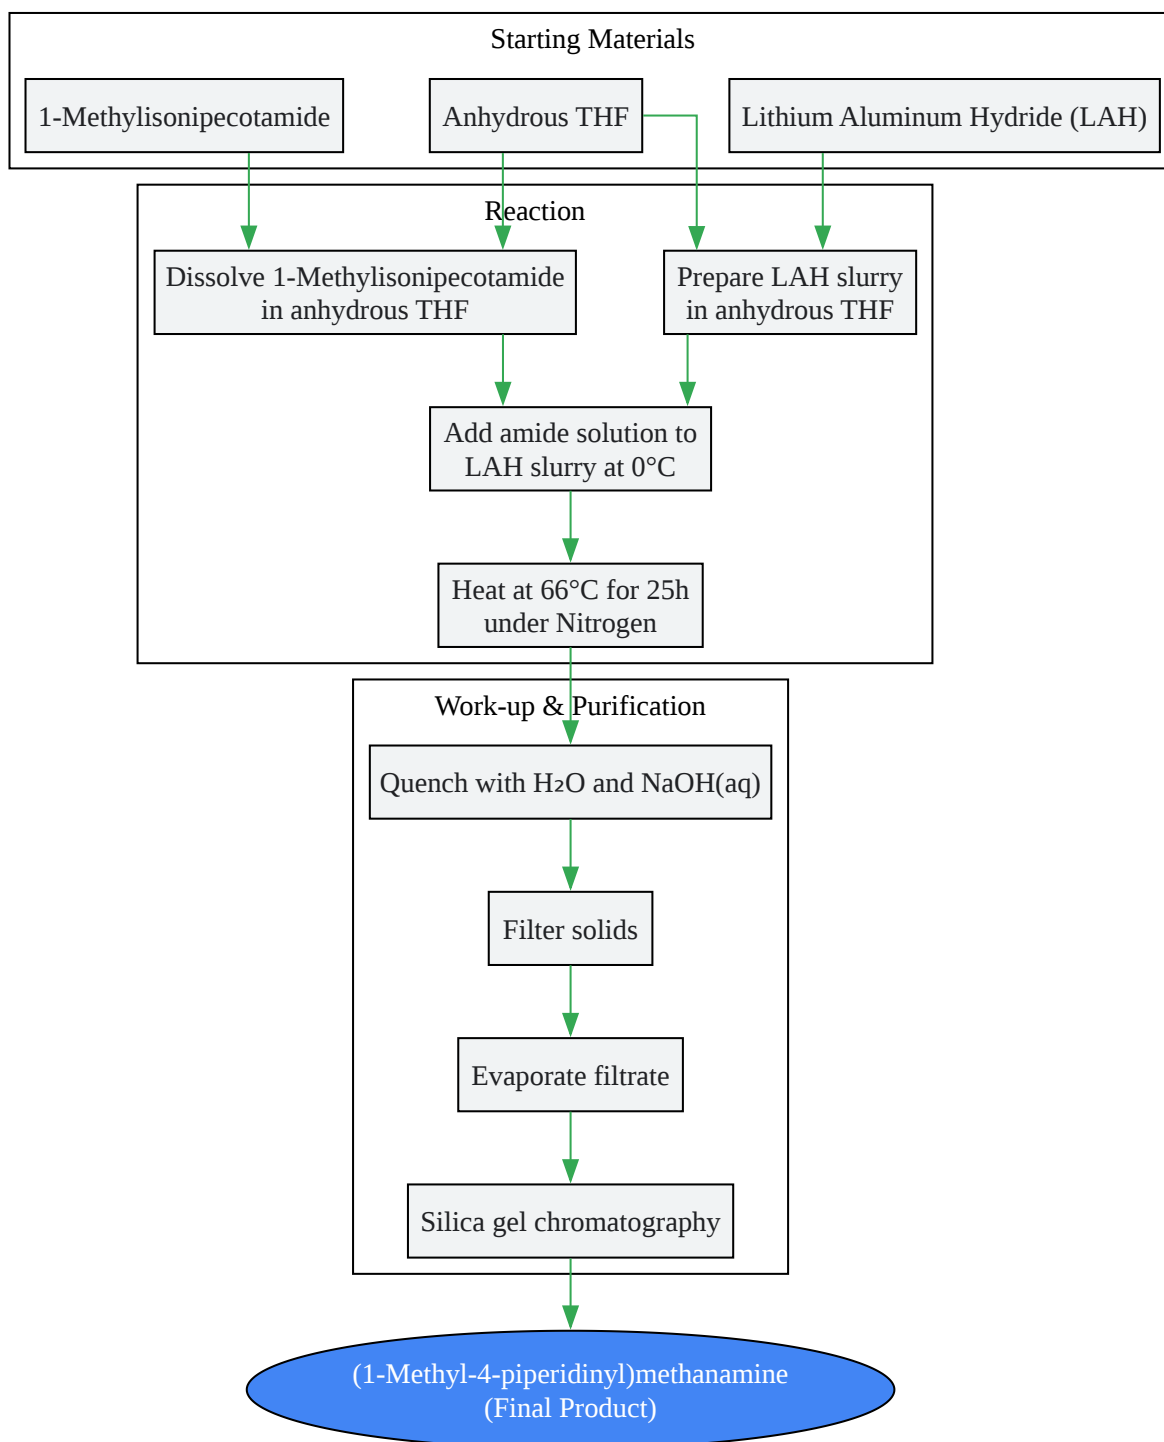 Starting Materials
1-Methylisonipecotamide
Anhydrous THF
Lithium Aluminum Hydride (LAH)
Reaction
Dissolve 1-Methylisonipecotamide
in anhydrous THF
Prepare LAH slurry
in anhydrous THF
Add amide solution to
LAH slurry at 0°C
Heat at 66°C for 25h
under Nitrogen
Work-up & Purification
Quench with H₂O and NaOH(aq)
Filter solids
Evaporate filtrate
Silica gel chromatography
(1-Methyl-4-piperidinyl)methanamine
(Final Product)